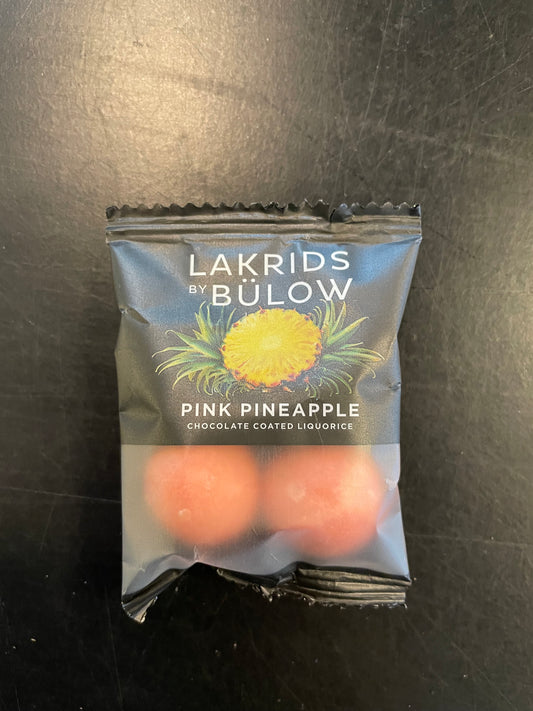 LAKRIDS
BY BÜLOW
PINK PINEAPPLE
CHOCOLATE COATED LIQUORICE